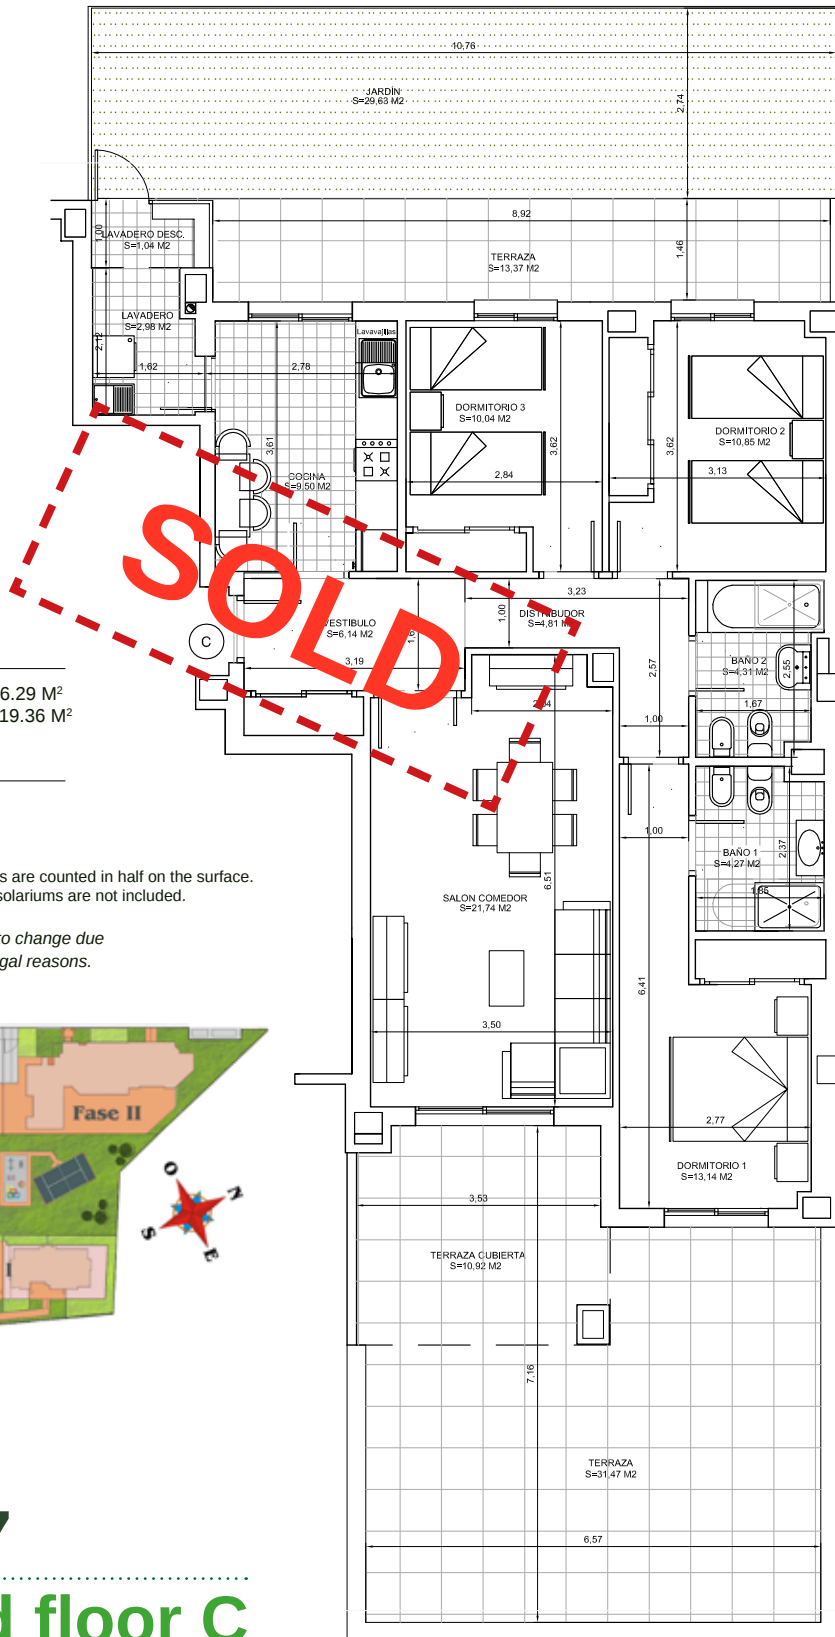 10,76
JARDÍN
S=29,63 M2
2,74
8,92
1,00
LAVADERO DESC.
S=1,04 M2
TERRAZA
S=13,37 M2
1,46
LAVADERO
S=2,98 M2
2,12
1,62
2,78
Lavavajillas
DORMITORIO 3
S=10,04 M2
DORMITORIO 2
S=10,85 M2
3,61
3,62
3,62
COCINA
S=9,50 M2
2,84
3,13
SOLD
3,23
1,00
DISTRIBUDOR
S=4,81 M2
VESTIBULO
S=6,14 M2
C
3,19
2,57
BAÑO 2
S=4,31 M2
2,55
1,67
1,00
6.29 M²
19.36 M²
1,00
BAÑO 1
S=4,27 M2
2,37
s are counted in half on the surface.
solariums are not included.
6,51
SALON COMEDOR
S=21,74 M2
to change due
gal reasons.
6,41
3,50
Fase II
2,77
DORMITORIO 1
S=13,14 M2
O
N
S
E
3,53
TERRAZA CUBIERTA
S=10,92 M2
7,16
TERRAZA
S=31,47 M2
6,57
7
d floor C